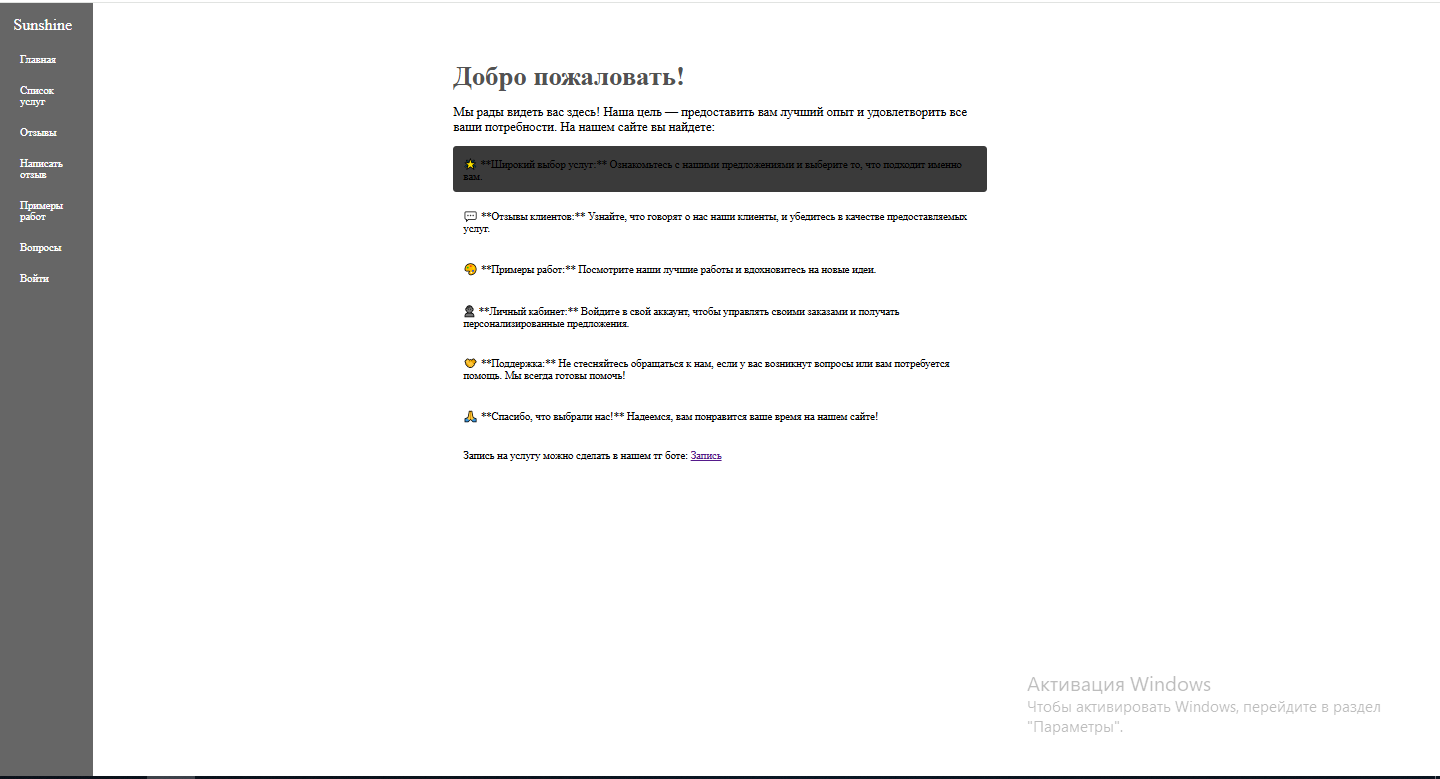 Sunshine
Главная
Список
услуг
Отзывы
Написать
отзыв
Примеры
работ
Вопросы
Войти
Добро пожаловать!
Мы рады видеть вас здесь! Наша цель — предоставить вам лучший опыт и удовлетворить все
ваши потребности. На нашем сайте вы найдете:
🌟 **Широкий выбор услуг:** Ознакомьтесь с нашими предложениями и выберите то, что подходит именно
вам.
💬 **Отзывы клиентов:** Узнайте, что говорят о нас наши клиенты, и убедитесь в качестве предоставляемых
услуг.
🎨 **Примеры работ:** Посмотрите наши лучшие работы и вдохновитесь на новые идеи.
👤 **Личный кабинет:** Войдите в свой аккаунт, чтобы управлять своими заказами и получать
персонализированные предложения.
🤝 **Поддержка:** Не стесняйтесь обращаться к нам, если у вас возникнут вопросы или вам потребуется
помощь. Мы всегда готовы помочь!
🙏 **Спасибо, что выбрали нас!** Надеемся, вам понравится ваше время на нашем сайте!
Запись на услугу можно сделать в нашем тг боте: Запись
Активация Windows
Чтобы активировать Windows, перейдите в раздел
"Параметры".